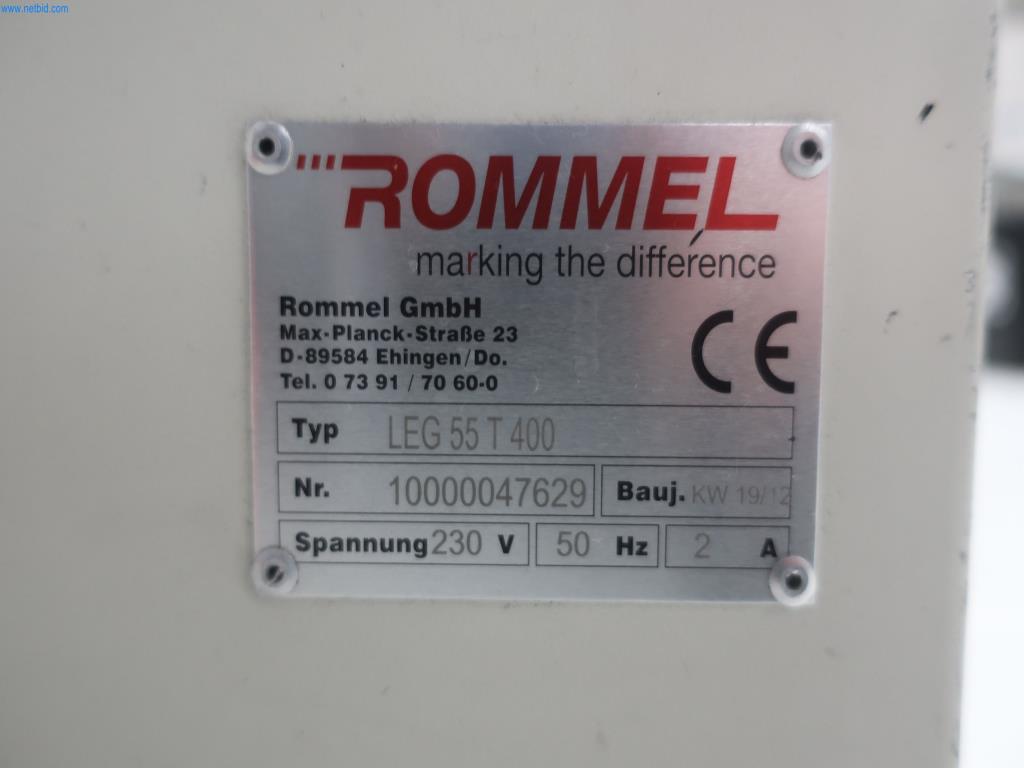 www.netbid.com
ROMMEL
marking the difference
Rommel GmbH
Max-Planck-Straße 23
D-89584 Ehingen/Do.
Tel. 0 73 91 / 70 60-0
CE
Typ LEG 55 T 400
Nr. 10000047629 Bauj. KW 19/12
Spannung 230 V 50 Hz 2 A